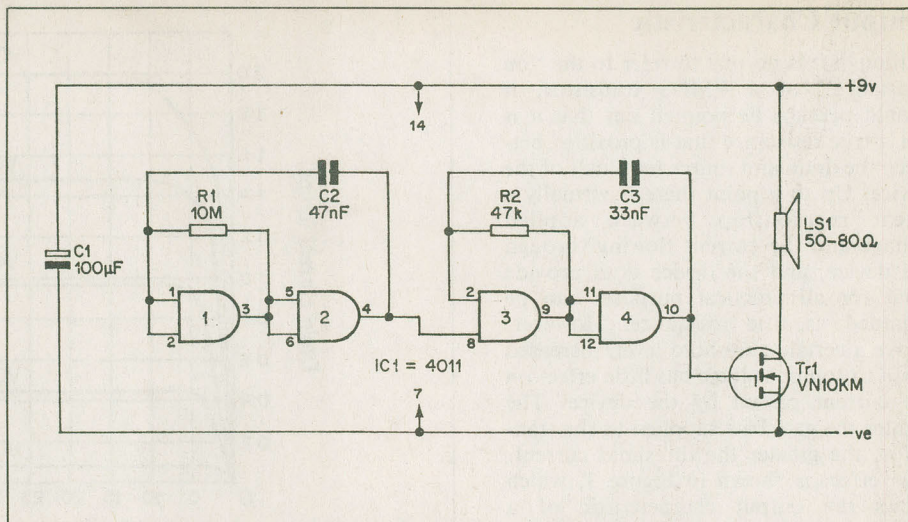 +9v
14
R1
10M
C2
47nF
R2
47k
C3
33nF
LS1
50-80Ω
C1
100µF
1
2
1
3
5
6
2
4
2
8
3
9
11
12
4
10
IC1 = 4011
Tr1
VN10KM
7
-ve